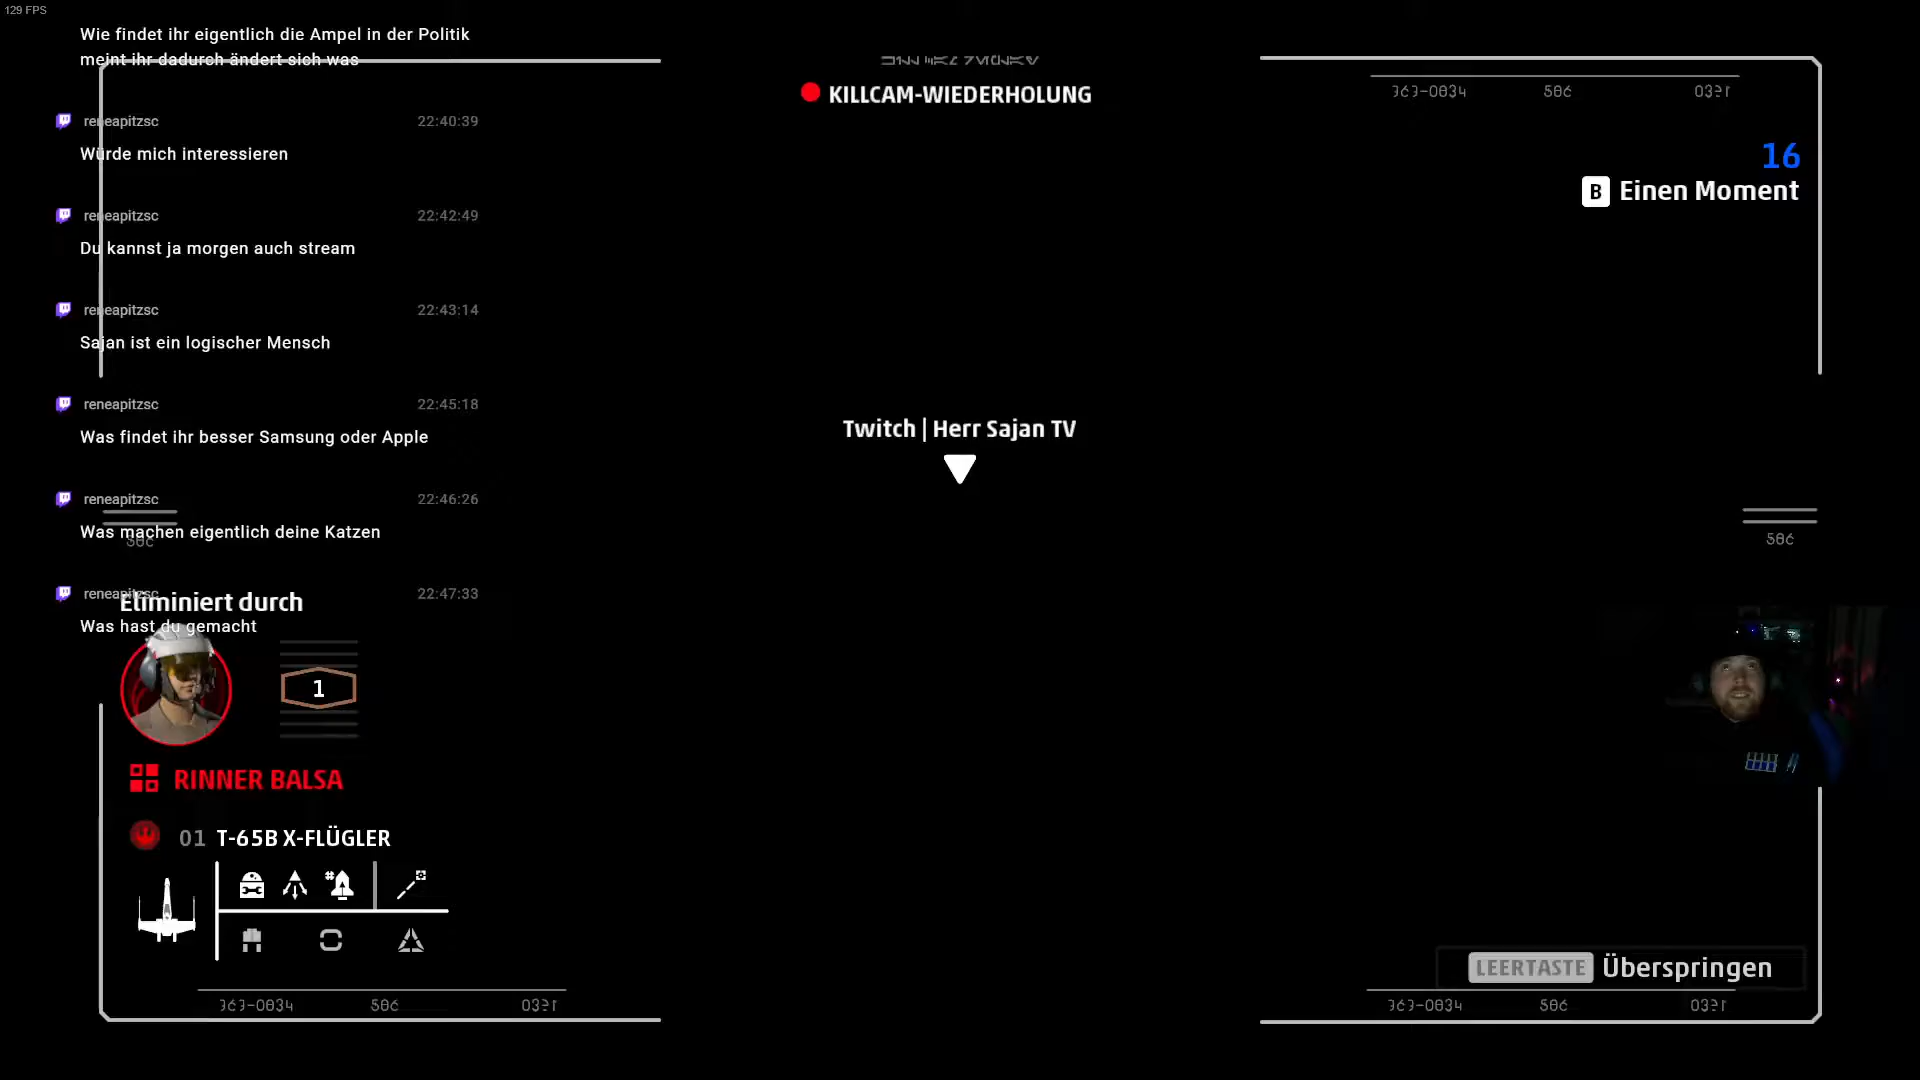 129 FPS
Wie findet ihr eigentlich die Ampel in der Politik
meint ihr dadurch ändert sich was
reneapitzsc 22:40:39
Würde mich interessieren
reneapitzsc 22:42:49
Du kannst ja morgen auch stream
reneapitzsc 22:43:14
Sajan ist ein logischer Mensch
reneapitzsc 22:45:18
Was findet ihr besser Samsung oder Apple
reneapitzsc 22:46:26
Was machen eigentlich deine Katzen
reneapitzsc 22:47:33
Was hast du gemacht
KILLCAM-WIEDERHOLUNG
16
B Einen Moment
Twitch | Herr Sajan TV
Eliminiert durch
1
RINNER BALSA
01 T-65B X-FLÜGLER
LEERTASTE Überspringen